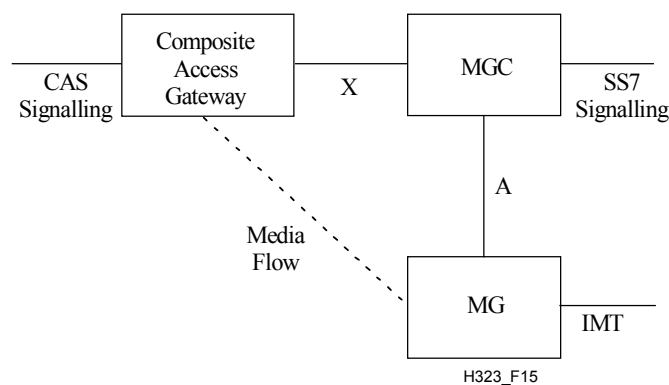 Composite
Access
Gateway
MGC
CAS
Signalling
X
SS7
Signalling
A
Media
Flow
MG
IMT
H323_F15